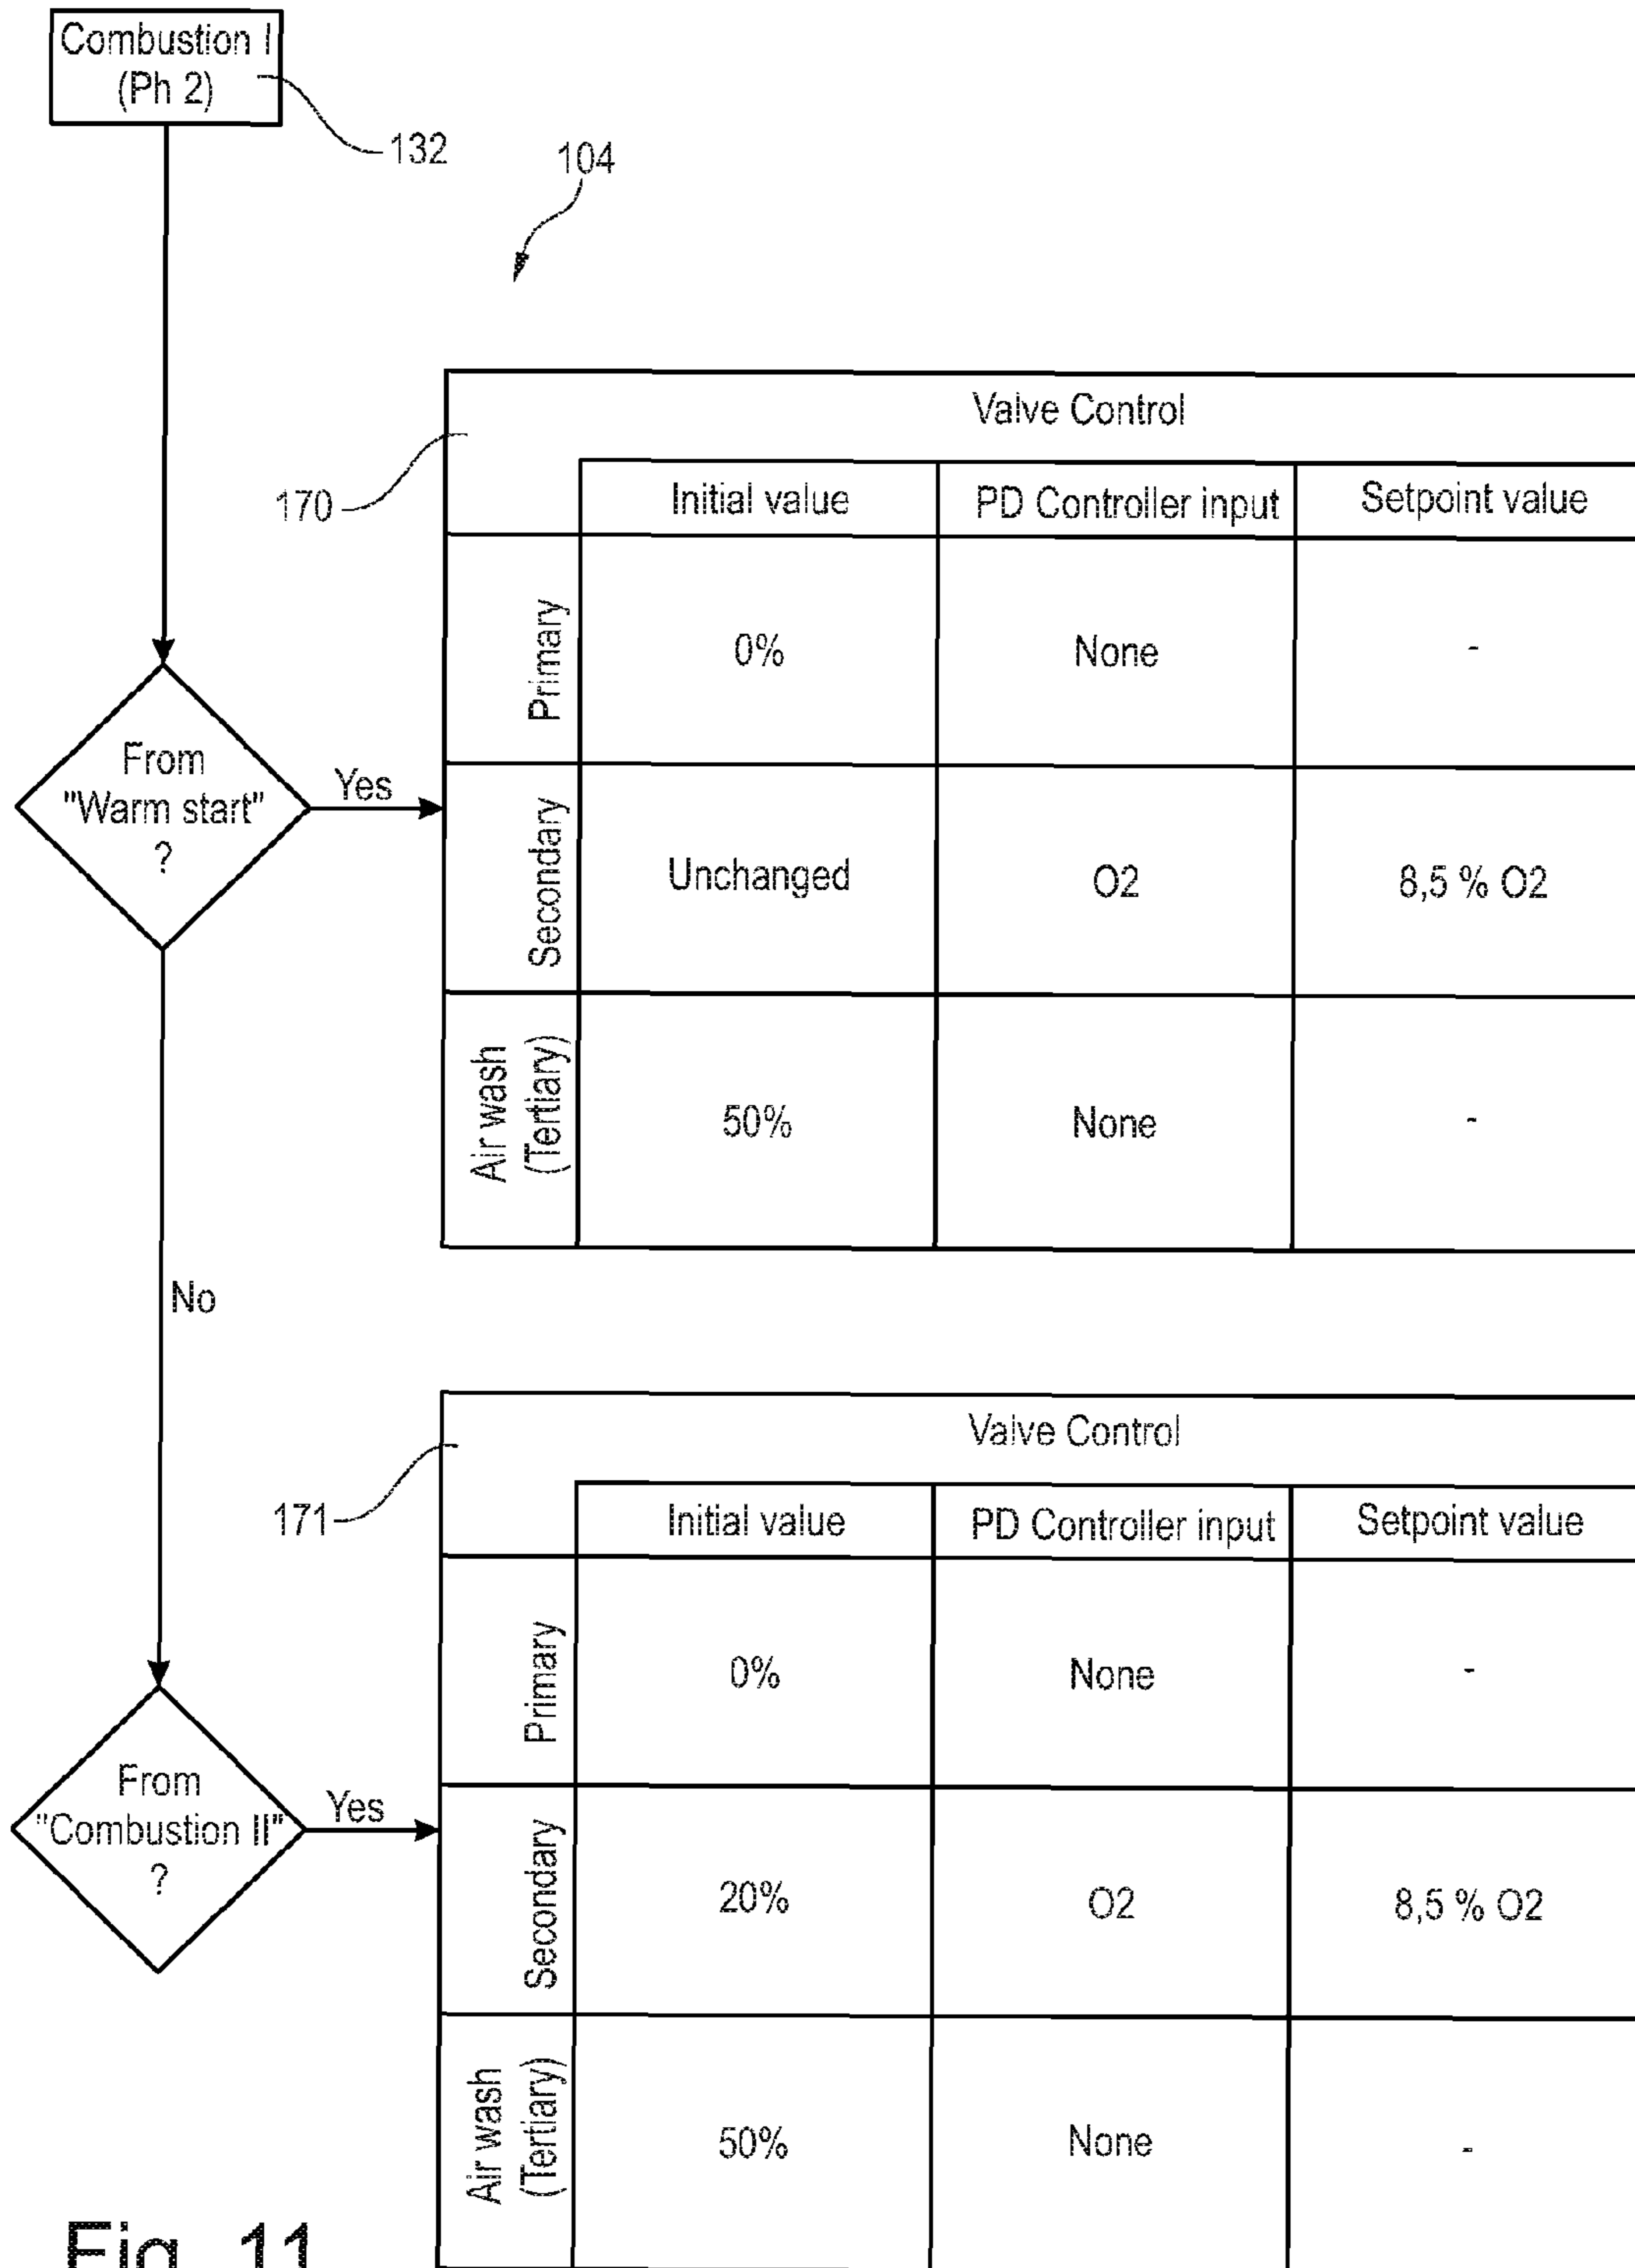 Combustion I
(Ph 2)
132
104
170
Valve Control
Initial value PD Controller input Setpoint value
Primary 0% None -
From
"Warm start"
?
Yes
Secondary Unchanged O2 8,5 % O2
Air wash
(Tertiary)
50% None -
No
171
Valve Control
Initial value PD Controller input Setpoint value
Primary 0% None -
From
"Combustion II"
?
Yes
Secondary 20% O2 8,5 % O2
Air wash
(Tertiary)
50% None -
Fig. 11